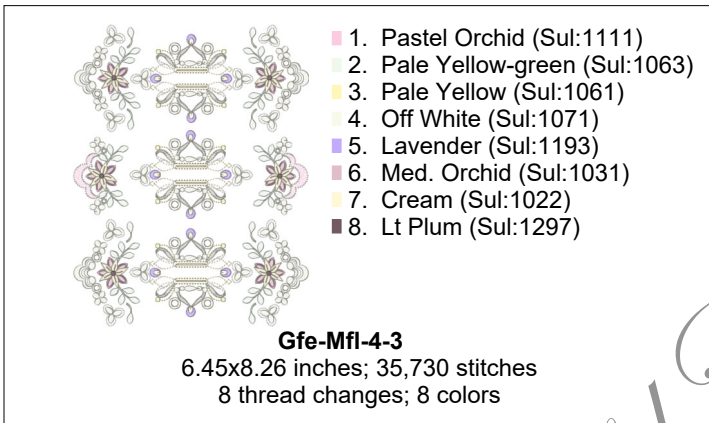 1. Pastel Orchid (Sul:1111)
2. Pale Yellow-green (Sul:1063)
3. Pale Yellow (Sul:1061)
4. Off White (Sul:1071)
5. Lavender (Sul:1193)
6. Med. Orchid (Sul:1031)
7. Cream (Sul:1022)
8. Lt Plum (Sul:1297)
Gfe-Mfl-4-3
6.45x8.26 inches; 35,730 stitches
8 thread changes; 8 colors